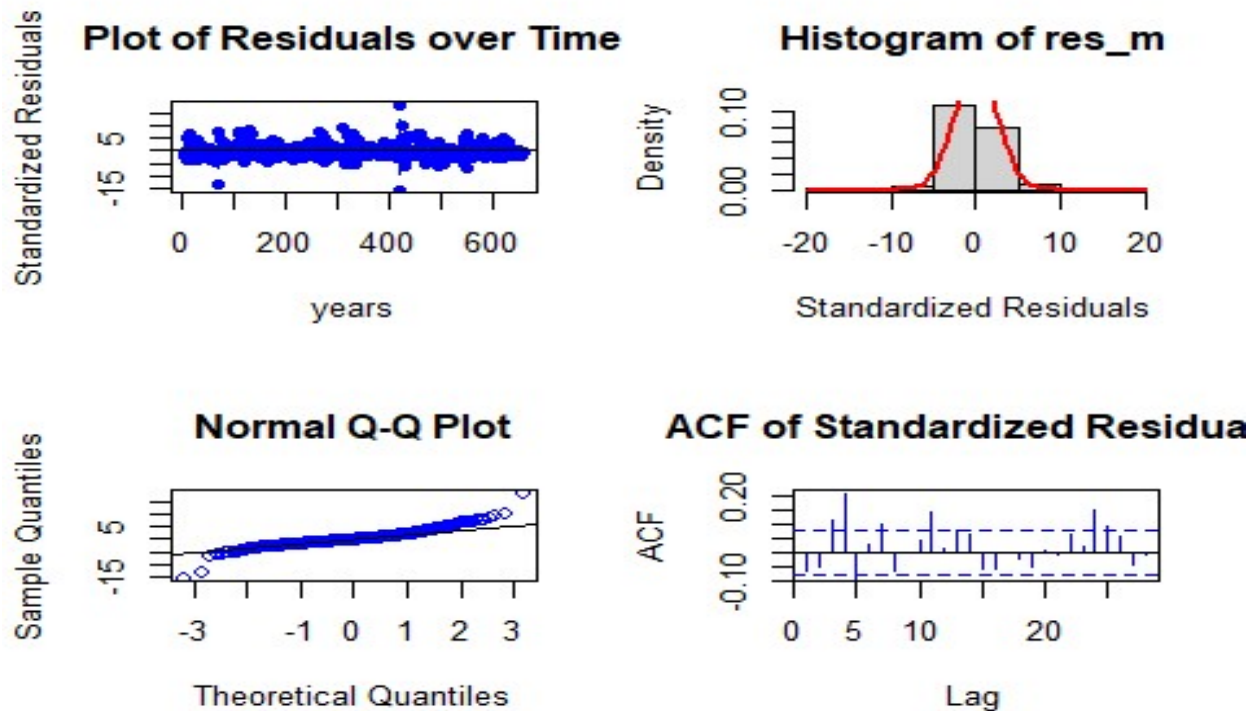 Plot of Residuals over Time
Standardized Residuals
5
-15
0 200 400 600
years
Histogram of res_m
Density
0.10
0.00
-20 -10 0 10 20
Standardized Residuals
Normal Q-Q Plot
Sample Quantiles
5
-15
-3 -1 0 1 2 3
Theoretical Quantiles
ACF of Standardized Residua
ACF
0.20
-0.10
0 5 10 20
Lag